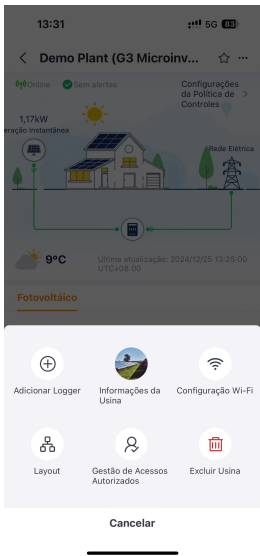 13:31
5G 83
Demo Plant (G3 Microinv...
Online
Sem alertas
Configurações
da Política de
Controles
1,17kW
eração Instantânea
Rede Elétrica
9°C
Última atualização: 2024/12/25 13:25:00
UTC+08:00
Fotovoltáico
Adicionar Logger
Informações da
Usina
Configuração Wi-Fi
Layout
Gestão de Acessos
Autorizados
Excluir Usina
Cancelar